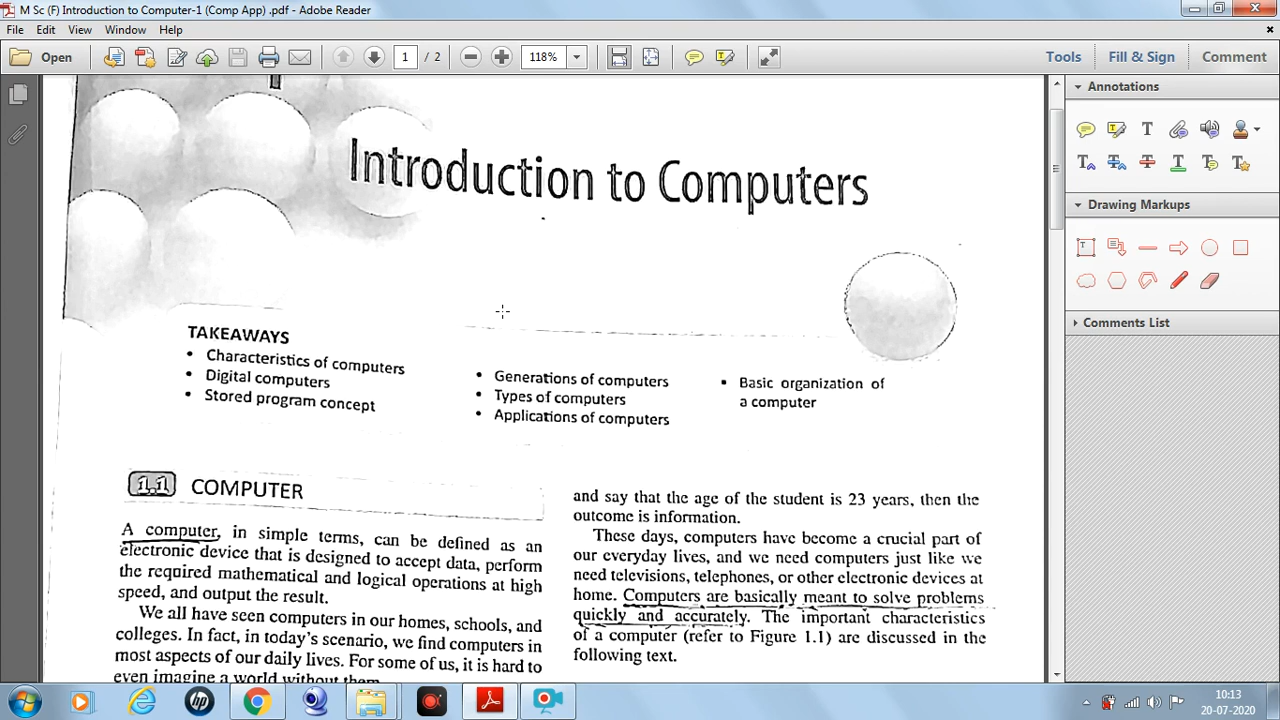 M Sc (F) Introduction to Computer-1 (Comp App) .pdf - Adobe Reader
File Edit View Window Help
Open 1 / 2 118% Tools Fill & Sign Comment
Annotations
Drawing Markups
Comments List
Introduction to Computers
TAKEAWAYS
• Characteristics of computers
• Digital computers
• Stored program concept
• Generations of computers
• Types of computers
• Applications of computers
• Basic organization of
a computer
1.1 COMPUTER
A computer, in simple terms, can be defined as an
electronic device that is designed to accept data, perform
the required mathematical and logical operations at high
speed, and output the result.
We all have seen computers in our homes, schools, and
colleges. In fact, in today's scenario, we find computers in
most aspects of our daily lives. For some of us, it is hard to
even imagine a world without them.
and say that the age of the student is 23 years, then the
outcome is information.
These days, computers have become a crucial part of
our everyday lives, and we need computers just like we
need televisions, telephones, or other electronic devices at
home. Computers are basically meant to solve problems
quickly and accurately. The important characteristics
of a computer (refer to Figure 1.1) are discussed in the
following text.
hp
10:13
20-07-2020